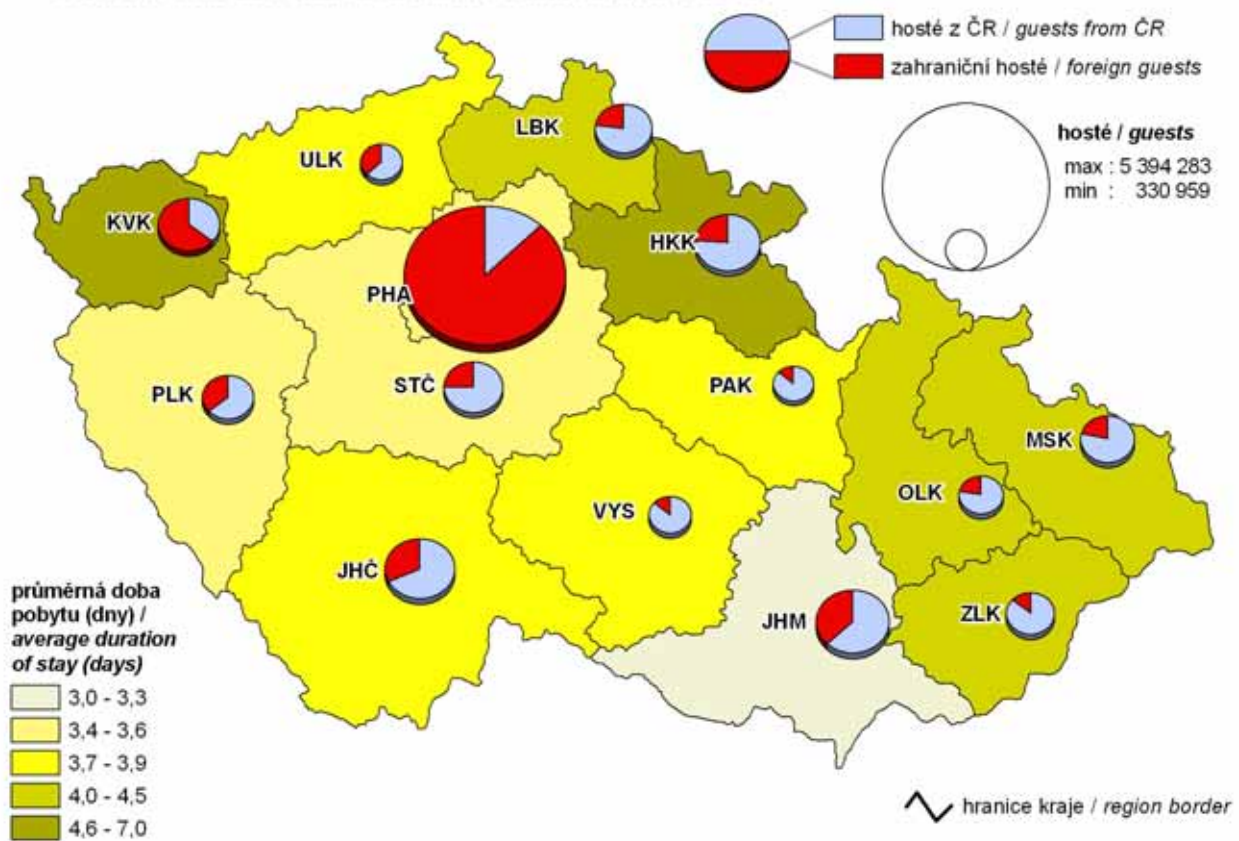 hosté z ČR / guests from ČR
zahraniční hosté / foreign guests
hosté / guests
max : 5 394 283
min : 330 959
LBK
ULK
KVK
HKK
PHA
STČ
PLK
PAK
MSK
OLK
VYS
JHČ
JHM
ZLK
průměrná doba
pobytu (dny) /
average duration
of stay (days)
3,0 - 3,3
3,4 - 3,6
3,7 - 3,9
4,0 - 4,5
4,6 - 7,0
hranice kraje / region border